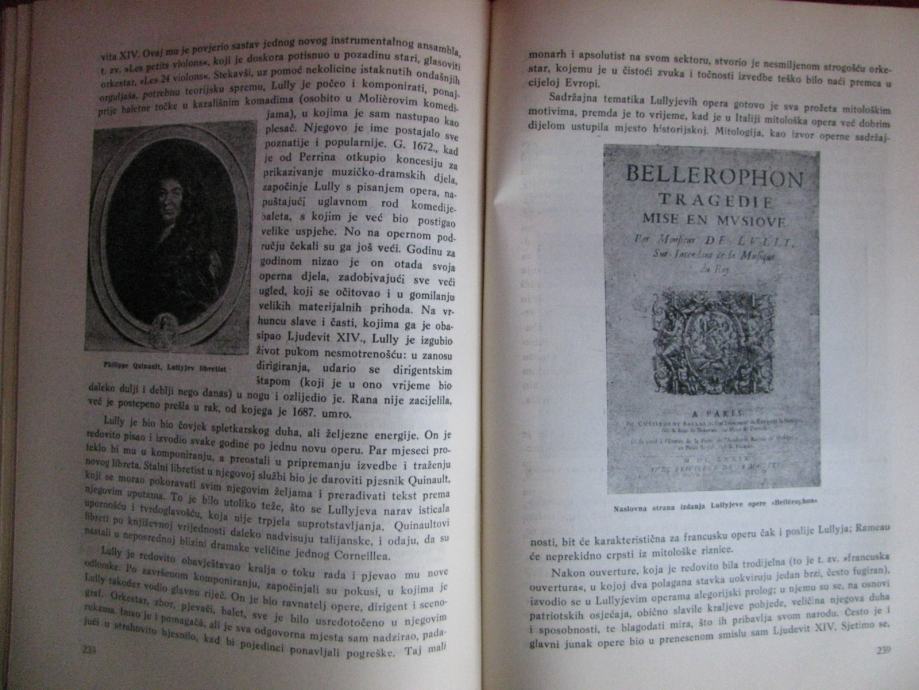 vita XIV. Ovaj mu je povjerio sastav jednog novog instrumentalnog ansambla,
t. zv. »Les petits violons«, koji je doskora potisnuo u pozadinu stari, glasoviti
orkestar, »Les 24 violons«. Stekavši, uz pomoć nekolicine istaknutih ondašnjih
orguljaša, potrebnu teorijsku spremu, Lully je počeo i komponirati, ponaj-
prije baletne točke u kazališnim komadima (osobito u Molièrovim komedi-
jama), u kojima je sam nastupao kao
plesač. Njegovo je ime postajalo sve
poznatije i popularnije. G. 1672., kad
je od Perrina otkupio koncesiju za
prikazivanje muzičko-dramskih djela,
započinje Lully s pisanjem opera, na-
puštajući uglavnom rod komedije-
baleta, s kojim je već bio postigao
velike uspjehe. No na opernom pod-
ručju čekali su ga još veći. Godinu za
godinom nizao je on otada svoja
operna djela, zadobivajući sve veći
ugled, koji se očitovao i u gomilanju
velikih materijalnih prihoda. Na vr-
huncu slave i časti, kojima ga je oba-
sipao Ljudevit XIV., Lully je izgubio
život pukom nesmotrenošću: u zanosu
dirigiranja, udario se dirigentskim
štapom (koji je u ono vrijeme bio
Philippe Quinault, Lullyjev libretist
daleko dulji i deblji nego danas) u nogu i ozlijedio je. Rana nije zacijelila,
već je postepeno prešla u rak, od kojega je 1687. umro.
Lully je bio bio čovjek spletkarskog duha, ali željezne energije. On je
redovito pisao i izvodio svake godine po jednu novu operu. Par mjeseci pro-
teklo bi mu u komponiranju, a preostali u pripremanju izvedbe i traženju
novog libreta. Stalni libretist u njegovoj službi bio je daroviti pjesnik Quinault,
koji se morao pokoravati svim njegovim željama i prerađivati tekst prema
njegovim uputama. To je bilo utoliko teže, što se Lullyjeva narav isticala
upornošću i tvrdoglavošću, koja nije trpjela suprotstavljanja. Quinaultovi
libreti po književnoj vrijednosti daleko nadvisuju talijanske, i odaju, da su
nastali u neposrednoj blizini dramske veličine jednog Corneillea.
Lully je redovito obavještavao kralja o toku rada i pjevao mu nove
odlomke. Po završenom komponiranju, započinjali su pokusi, u kojima je
Lully također vodio glavnu riječ. On je bio ravnatelj opere, dirigent i sceno-
graf. Orkestar, zbor, pjevači, balet, sve je bilo usredotočeno u njegovim
rukama. Imao je i pomagača, ali je sva odgovorna mjesta sam nadzirao, pada-
jući u strahovito bjesnilo, kad bi pojedinci ponavljali pogreške. Taj mali
238
monarh i apsolutist na svom sektoru, stvorio je nesmiljenom strogošću orke-
star, kojemu je u čistoći zvuka i točnosti izvedbe teško bilo naći premca u
cijeloj Evropi.
Sadržajna tematika Lullyjevih opera gotovo je sva prožeta mitološkim
motivima, premda je to vrijeme, kad je u Italiji mitološka opera već dobrim
dijelom ustupila mjesto historijskoj. Mitologija, kao izvor operne sadržaj-
BELLEROPHON
TRAGEDIE
MISE EN MVSIQVE
Par Monsieur DE LVLLY,
Sur-Intendant de la Musique
du Roy
A PARIS
Naslovna strana izdanja Lullyjeve opere »Bellérophon«
nosti, bit će karakteristična za francusku operu čak i poslije Lullyja; Rameau
će neprekidno crpsti iz mitološke riznice.
Nakon ouverture, koja je redovito bila trodijelna (to je t. zv. »francuska
ouvertura«, u kojoj dva polagana stavka uokviruju jedan brzi, često fugiran),
izvodio se u Lullyjevim operama alegorijski prolog; u njemu su se, na osnovi
patriotskih osjećaja, obično slavile kraljeve pobjede, veličina njegova duha
i sposobnosti, te blagodati mira, što ih pribavlja svom narodu. Često je i
glavni junak opere bio u prenesenom smislu sam Ljudevit XIV. Sjetimo se,
239